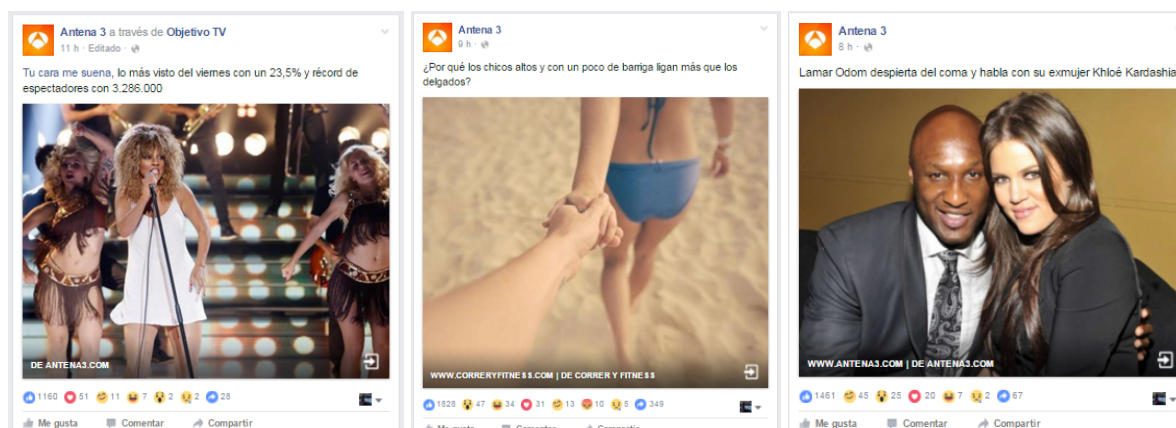 Antena 3 a través de Objetivo TV
11 h · Editado ·
Tu cara me suena, lo más visto del viernes con un 23,5% y récord de
espectadores con 3.286.000
DE ANTENA3.COM
1160 51 11 7 2 2 28
Me gusta Comentar Compartir
Antena 3
9 h ·
¿Por qué los chicos altos y con un poco de barriga ligan más que los
delgados?
WWW.CORRERYFITNESS.COM | DE CORRER Y FITNESS
1828 47 34 31 13 10 5 349
Me gusta Comentar Compartir
Antena 3
8 h ·
Lamar Odom despierta del coma y habla con su exmujer Khloé Kardashia
WWW.ANTENA3.COM | DE ANTENA3.COM
1461 45 25 20 7 2 67
Me gusta Comentar Compartir